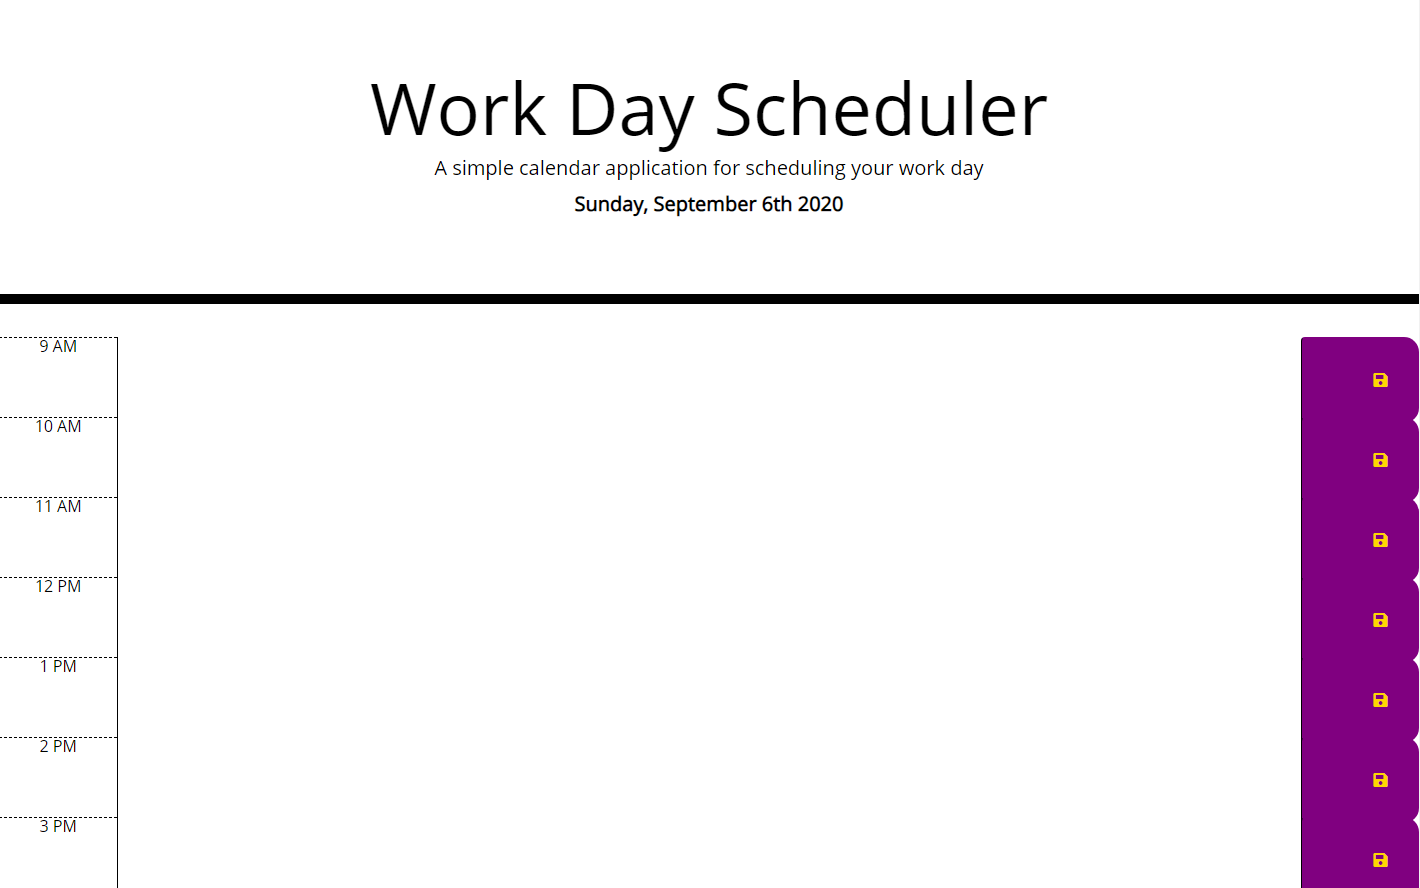 Work Day Scheduler
A simple calendar application for scheduling your work day
Sunday, September 6th 2020
9 AM
10 AM
11 AM
12 PM
1 PM
2 PM
3 PM